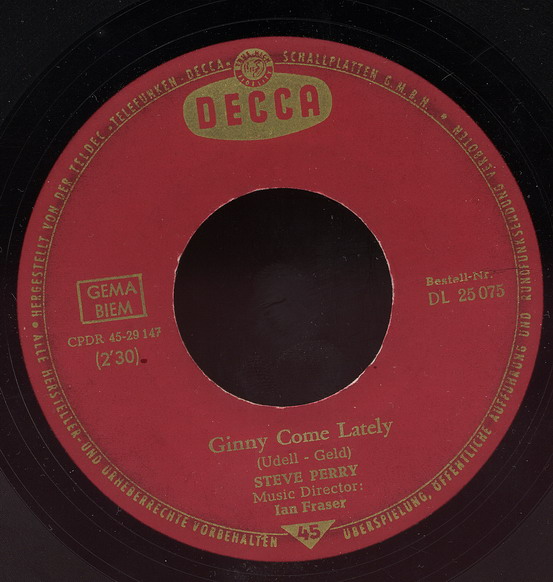 HERGESTELLT VON DER TELDEC · TELEFUNKEN · DECCA · SCHALLPLATTEN G.M.B.H.
DECCA
GEMA
BIEM
CPDR 45-29 147
(2'30)
Bestell-Nr.
DL 25 075
Ginny Come Lately
(Udell - Geld)
STEVE PERRY
Music Director:
Ian Fraser
45
ALLE HERSTELLER- UND URHEBERRECHTE VORBEHALTEN
ÜBERSPIELUNG, ÖFFENTLICHE AUFFÜHRUNG UND RUNDFUNKSENDUNG VERBOTEN